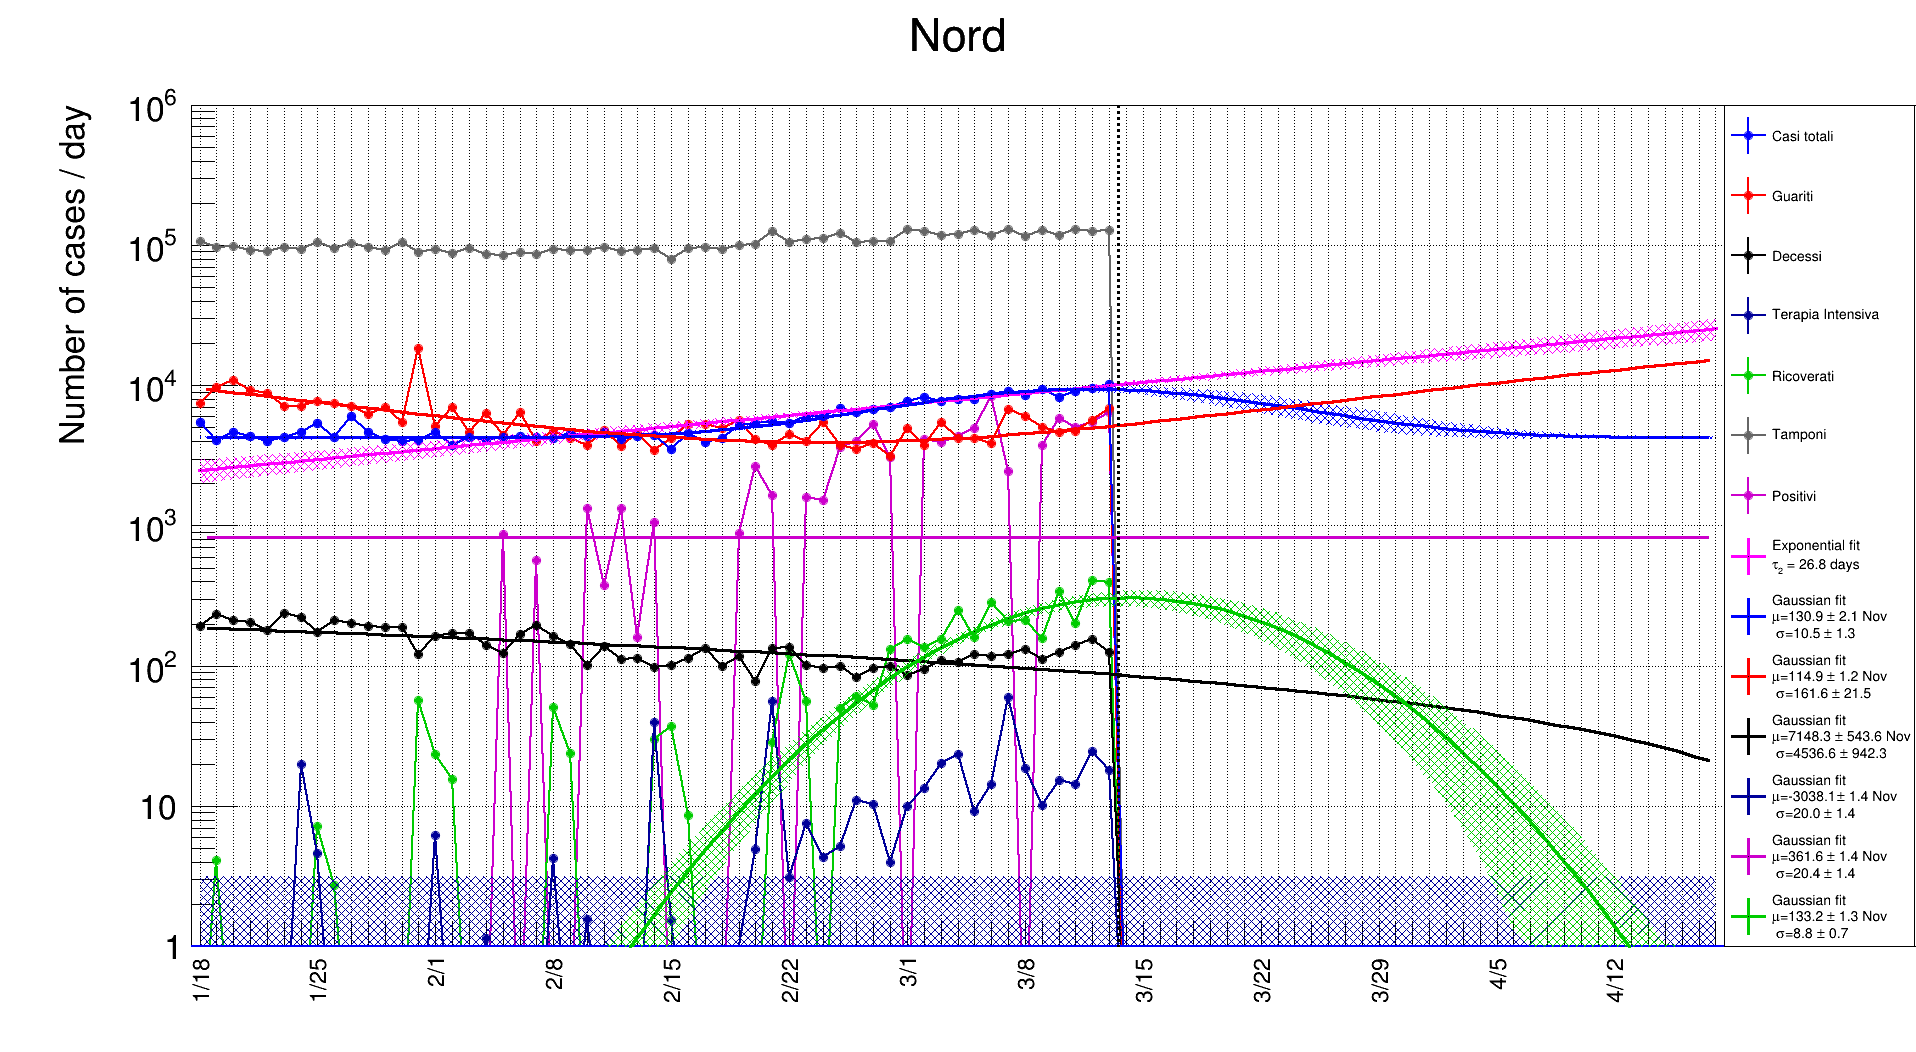 Nord
Number of cases / day
10^6
10^5
10^4
10^3
10^2
10
1
1/18
1/25
2/1
2/8
2/15
2/22
3/1
3/8
3/15
3/22
3/29
4/5
4/12
Casi totali
Guariti
Decessi
Terapia Intensiva
Ricoverati
Tamponi
Positivi
Exponential fit
τ₂ = 26.8 days
Gaussian fit
μ=130.9 ± 2.1 Nov
σ=10.5 ± 1.3
Gaussian fit
μ=114.9 ± 1.2 Nov
σ=161.6 ± 21.5
Gaussian fit
μ=7148.3 ± 543.6 Nov
σ=4536.6 ± 942.3
Gaussian fit
μ=-3038.1 ± 1.4 Nov
σ=20.0 ± 1.4
Gaussian fit
μ=361.6 ± 1.4 Nov
σ=20.4 ± 1.4
Gaussian fit
μ=133.2 ± 1.3 Nov
σ=8.8 ± 0.7